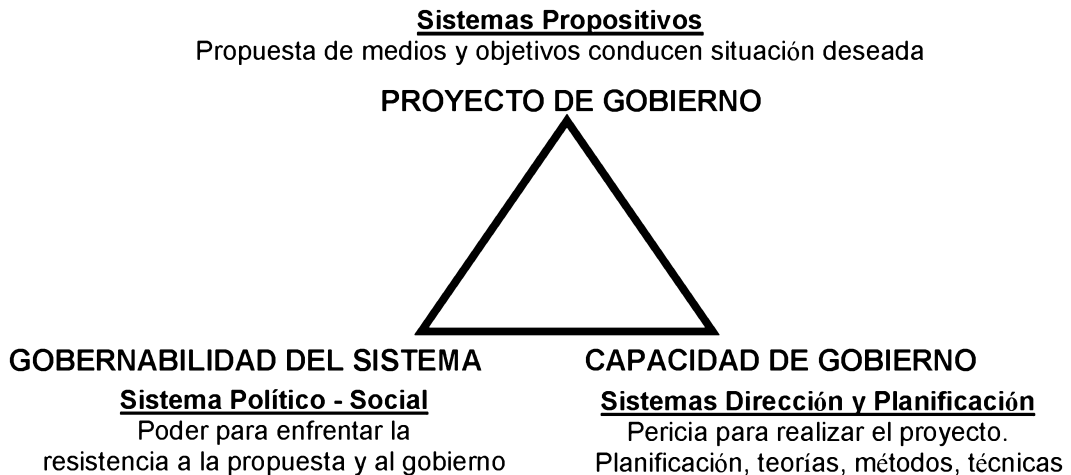 Sistemas Propositivos
Propuesta de medios y objetivos conducen situación deseada
PROYECTO DE GOBIERNO
GOBERNABILIDAD DEL SISTEMA
Sistema Político - Social
Poder para enfrentar la
resistencia a la propuesta y al gobierno
CAPACIDAD DE GOBIERNO
Sistemas Dirección y Planificación
Pericia para realizar el proyecto.
Planificación, teorías, métodos, técnicas